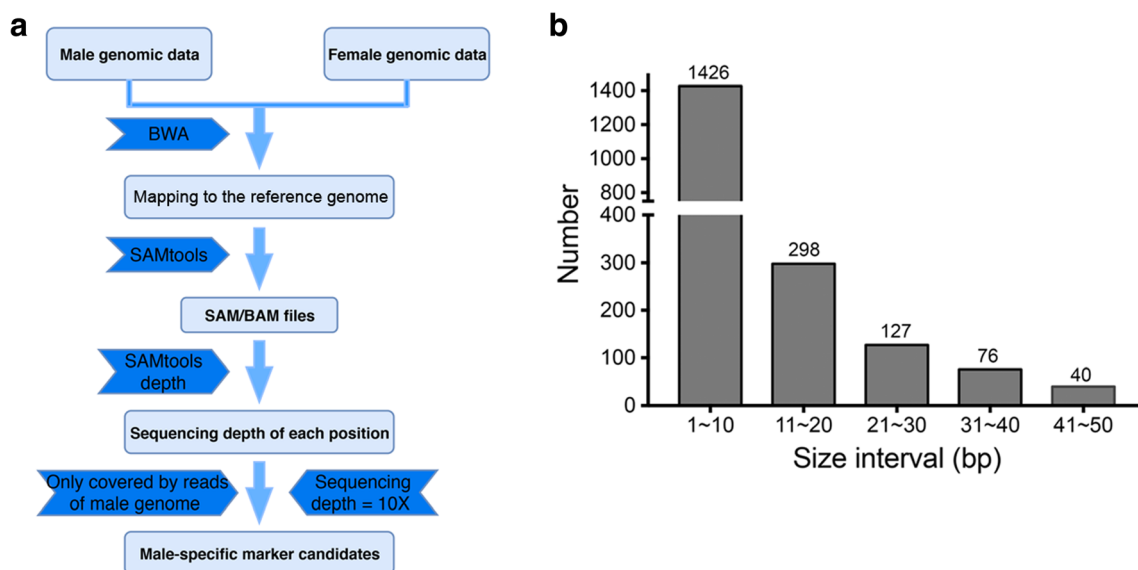 a
Male genomic data
Female genomic data
BWA
Mapping to the reference genome
SAMtools
SAM/BAM files
SAMtools
depth
Sequencing depth of each position
Only covered by reads
of male genome
Sequencing
depth = 10X
Male-specific marker candidates
b
Number
1400
1200
1000
800
400
300
200
100
0
1426
298
127
76
40
1~10
11~20
21~30
31~40
41~50
Size interval (bp)